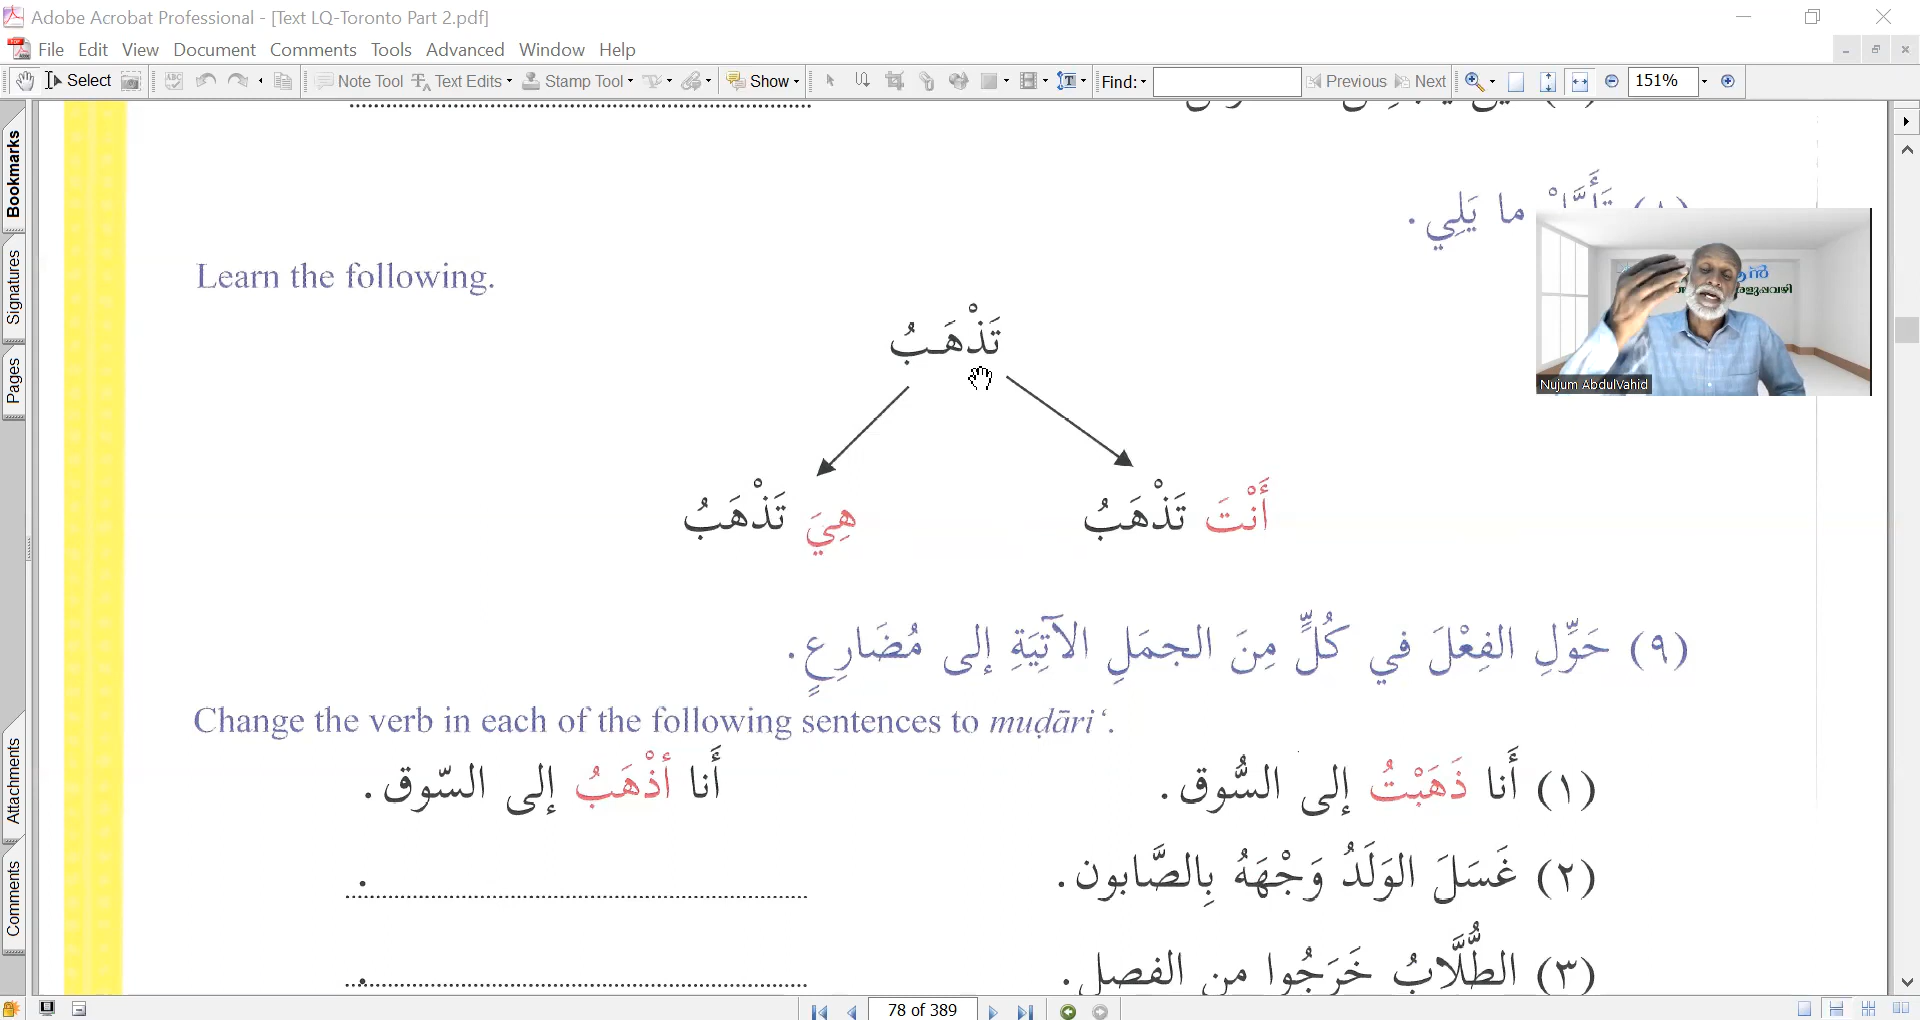 Adobe Acrobat Professional - [Text LQ-Toronto Part 2.pdf]
File Edit View Document Comments Tools Advanced Window Help
Select Note Tool Text Edits Stamp Tool Show Find: Previous Next 151%
Bookmarks
Signatures
Pages
Attachments
Comments
ما يَلِي .
Learn the following.
تَذْهَبُ
أَنْتَ تَذْهَبُ
هِيَ تَذْهَبُ
Nujum AbdulVahid
(٩) حَوِّلِ الفِعْلَ في كُلٍّ مِنَ الجمَلِ الآتِيَةِ إلى مُضَارِعٍ .
Change the verb in each of the following sentences to muḍāri‘.
(١) أَنا ذَهَبْتُ إلى السُّوق .
أَنا أذْهَبُ إلى السّوق .
(٢) غَسَلَ الوَلَدُ وَجْهَهُ بِالصَّابون .
(٣) الطُّلَّابُ خَرَجُوا من الفصل .
78 of 389